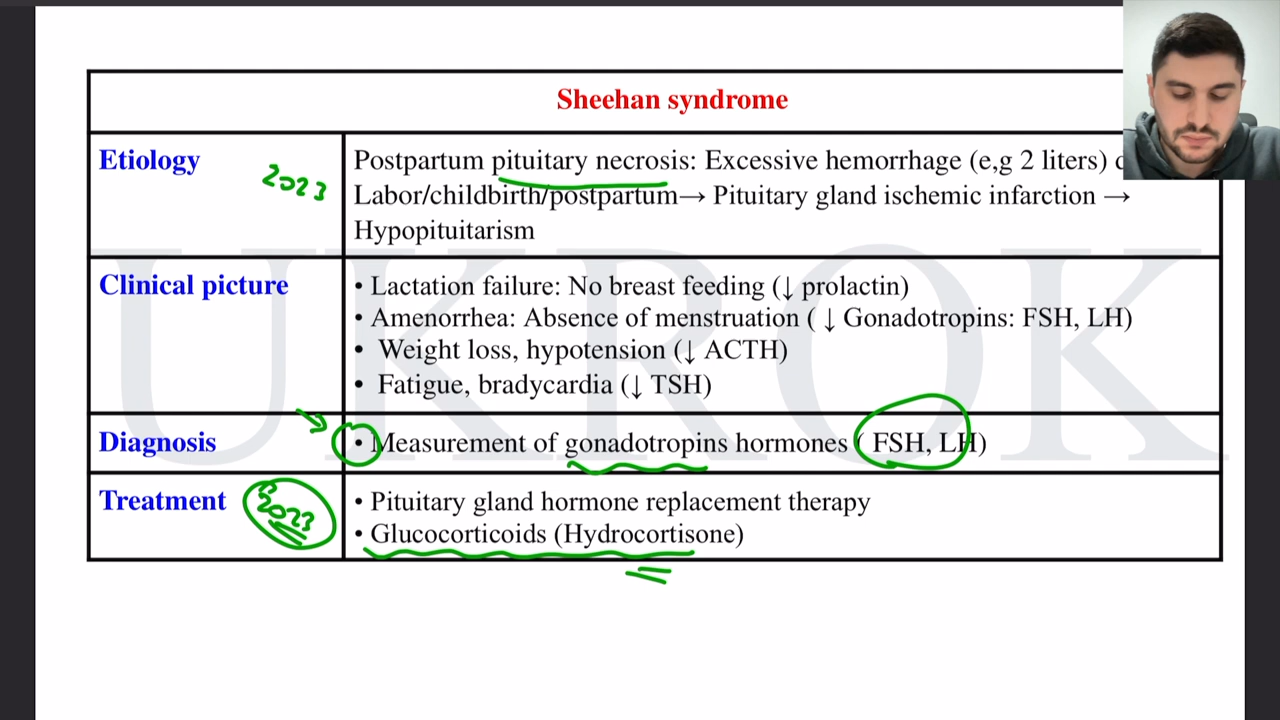 Sheehan syndrome
Etiology
2023
Postpartum pituitary necrosis: Excessive hemorrhage (e,g 2 liters)
Labor/childbirth/postpartum→ Pituitary gland ischemic infarction →
Hypopituitarism
Clinical picture
• Lactation failure: No breast feeding (↓ prolactin)
• Amenorrhea: Absence of menstruation ( ↓ Gonadotropins: FSH, LH)
• Weight loss, hypotension (↓ ACTH)
• Fatigue, bradycardia (↓ TSH)
Diagnosis
• Measurement of gonadotropins hormones ( FSH, LH)
Treatment
2023
• Pituitary gland hormone replacement therapy
• Glucocorticoids (Hydrocortisone)
UKROK